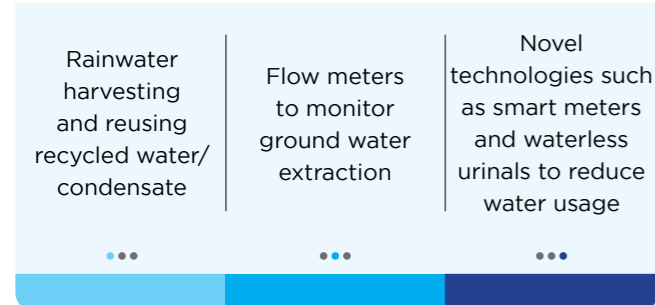 Rainwater
harvesting
and reusing
recycled water/
condensate
Flow meters
to monitor
ground water
extraction
Novel
technologies such
as smart meters
and waterless
urinals to reduce
water usage